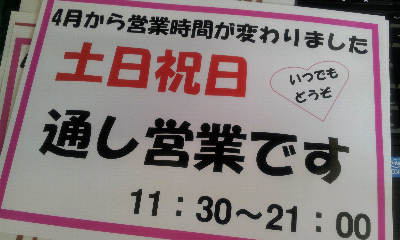 4月から営業時間が変わりました
土日祝日
いつでも
どうぞ
通し営業です
11：30～21：00